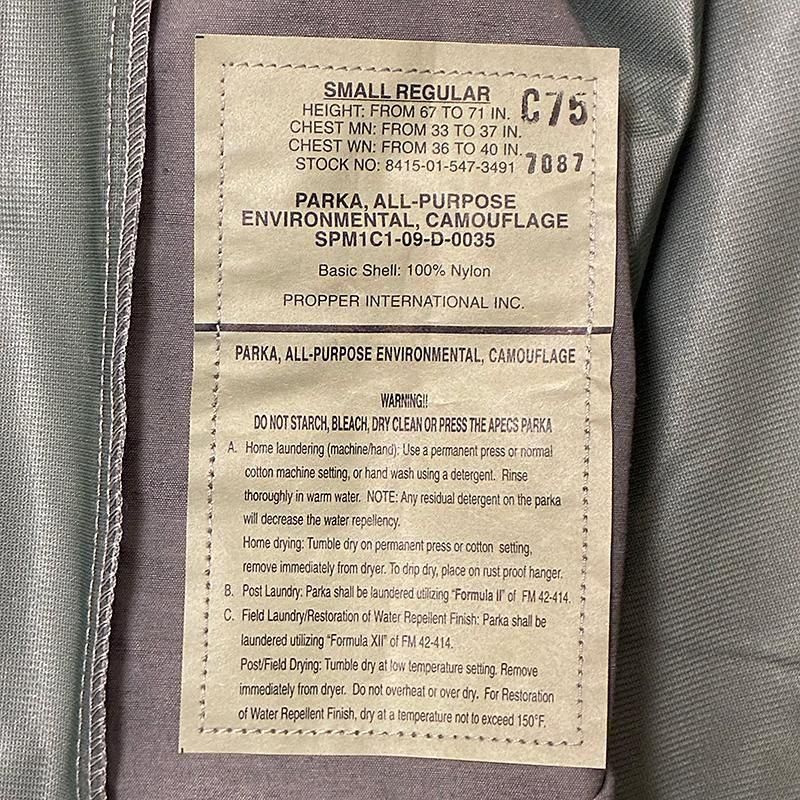 SMALL REGULAR
C75
HEIGHT: FROM 67 TO 71 IN.
CHEST MN: FROM 33 TO 37 IN.
CHEST WN: FROM 36 TO 40 IN.
STOCK NO: 8415-01-547-3491 7087
PARKA, ALL-PURPOSE
ENVIRONMENTAL, CAMOUFLAGE
SPM1C1-09-D-0035
Basic Shell: 100% Nylon
PROPPER INTERNATIONAL INC.
PARKA, ALL-PURPOSE ENVIRONMENTAL, CAMOUFLAGE
WARNING!!
DO NOT STARCH, BLEACH, DRY CLEAN OR PRESS THE APECS PARKA
A. Home laundering (machine/hand): Use a permanent press or normal
cotton machine setting, or hand wash using a detergent. Rinse
thoroughly in warm water. NOTE: Any residual detergent on the parka
will decrease the water repellency.
Home drying: Tumble dry on permanent press or cotton setting,
remove immediately from dryer. To drip dry, place on rust proof hanger.
B. Post Laundry: Parka shall be laundered utilizing "Formula II" of FM 42-414.
C. Field Laundry/Restoration of Water Repellent Finish: Parka shall be
laundered utilizing "Formula XII" of FM 42-414.
Post/Field Drying: Tumble dry at low temperature setting. Remove
immediately from dryer. Do not overheat or over dry. For Restoration
of Water Repellent Finish, dry at a temperature not to exceed 150°F.